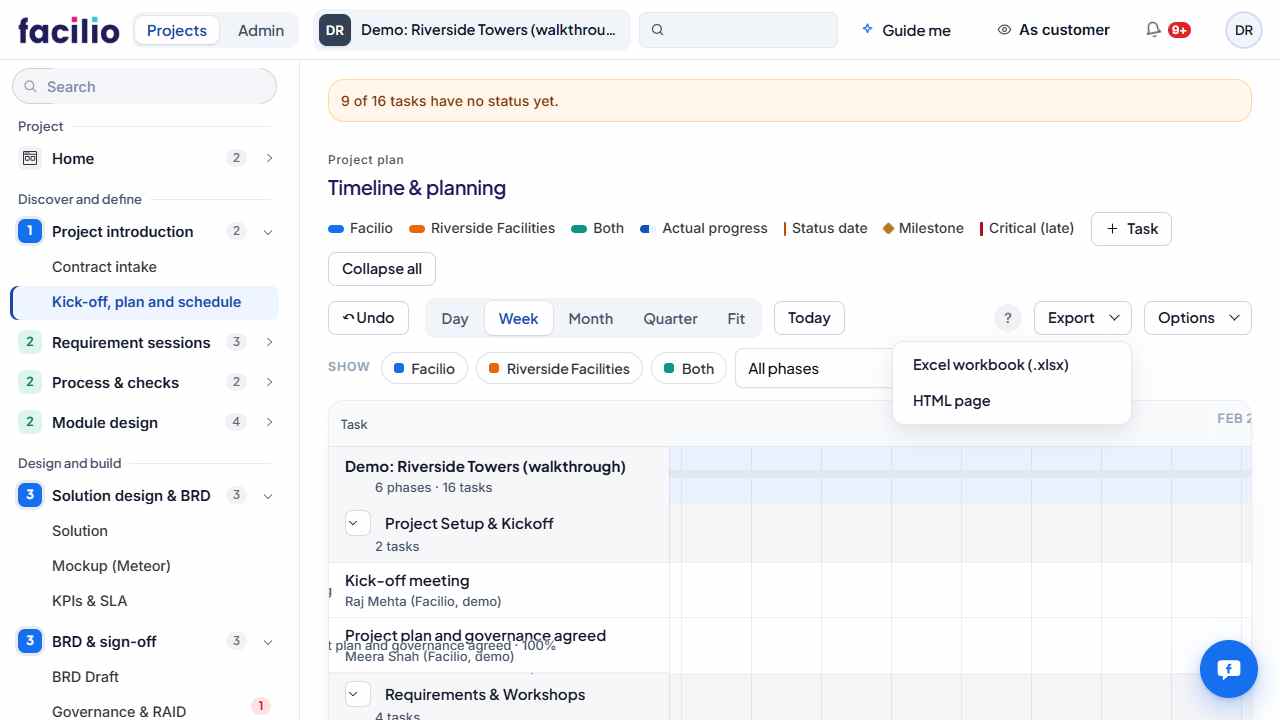 facilio
Projects
Admin
DR
Demo: Riverside Towers (walkthrou...
Guide me
As customer
9+
DR
Search
Project
Home
2
Discover and define
1
Project introduction
2
Contract intake
Kick-off, plan and schedule
2
Requirement sessions
3
2
Process & checks
2
2
Module design
4
Design and build
3
Solution design & BRD
3
Solution
Mockup (Meteor)
KPIs & SLA
3
BRD & sign-off
3
BRD Draft
Governance & RAID
1
9 of 16 tasks have no status yet.
Project plan
Timeline & planning
Facilio
Riverside Facilities
Both
Actual progress
Status date
Milestone
Critical (late)
+ Task
Collapse all
Undo
Day
Week
Month
Quarter
Fit
Today
?
Export
Options
SHOW
Facilio
Riverside Facilities
Both
All phases
Excel workbook (.xlsx)
HTML page
Task
FEB 2
Demo: Riverside Towers (walkthrough)
6 phases · 16 tasks
Project Setup & Kickoff
2 tasks
Kick-off meeting
Raj Mehta (Facilio, demo)
Project plan and governance agreed
t plan and governance agreed · 100%
Meera Shah (Facilio, demo)
Requirements & Workshops
4 tasks